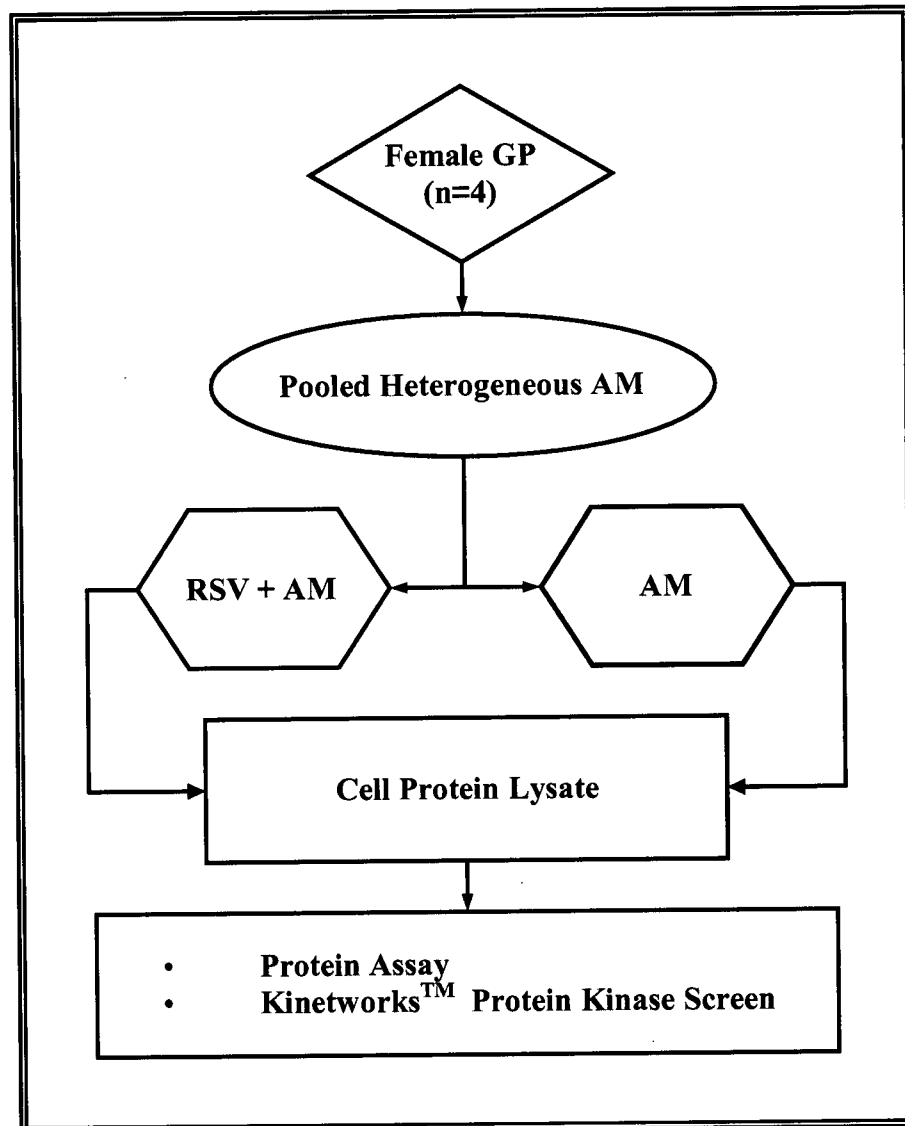 Female GP
(n=4)
Pooled Heterogeneous AM
RSV + AM
AM
Cell Protein Lysate
• Protein Assay
• Kinetworks™ Protein Kinase Screen